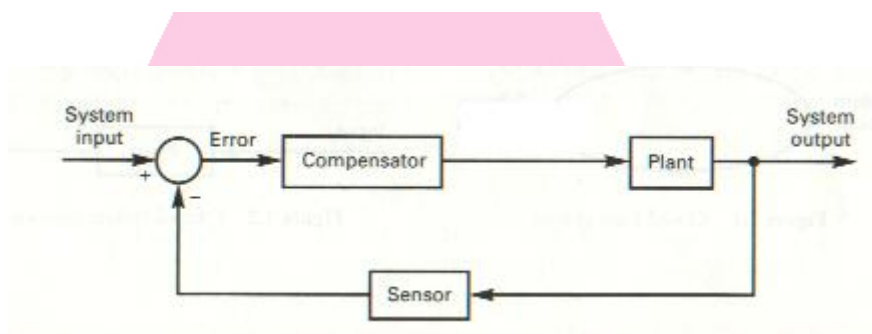 System
input
Error
Compensator
Plant
System
output
+
−
Sensor